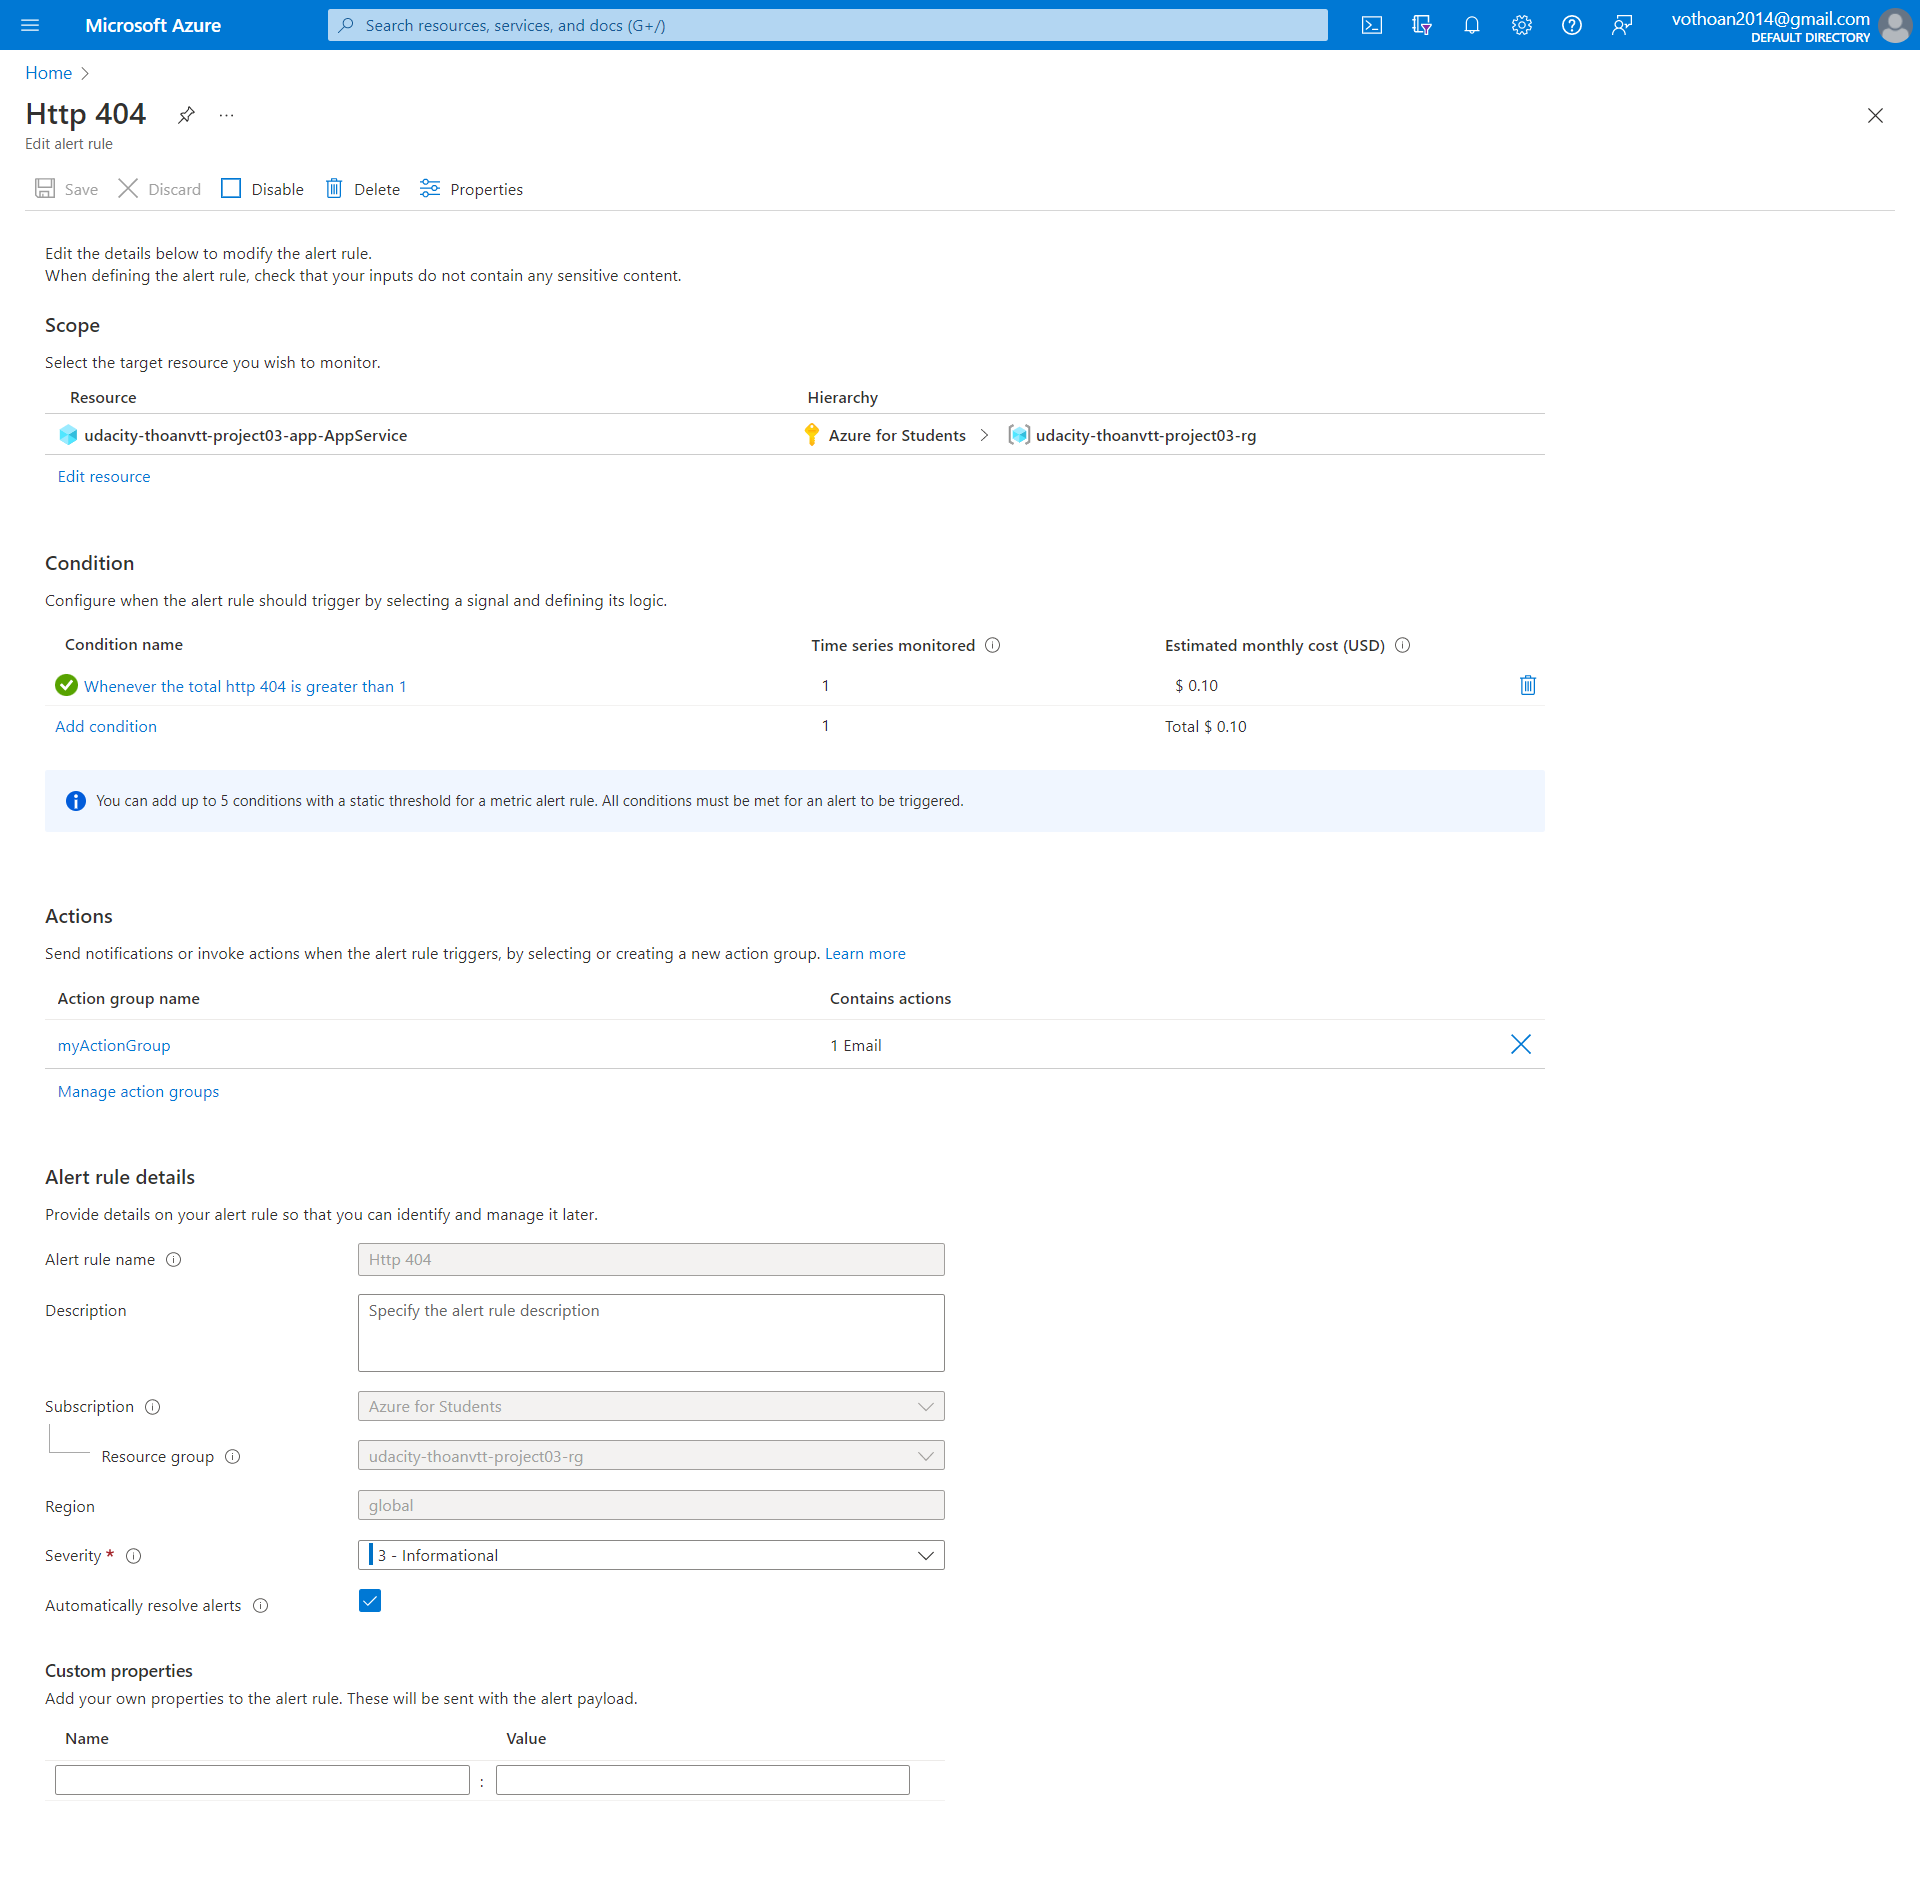 Microsoft Azure
Search resources, services, and docs (G+/)
vothoan2014@gmail.com
DEFAULT DIRECTORY
Home
Http 404
...
Edit alert rule
Save
Discard
Disable
Delete
Properties
Edit the details below to modify the alert rule.
When defining the alert rule, check that your inputs do not contain any sensitive content.
Scope
Select the target resource you wish to monitor.
Resource
Hierarchy
udacity-thoanvtt-project03-app-AppService
Azure for Students
udacity-thoanvtt-project03-rg
Edit resource
Condition
Configure when the alert rule should trigger by selecting a signal and defining its logic.
Condition name
Time series monitored
Estimated monthly cost (USD)
Whenever the total http 404 is greater than 1
1
$ 0.10
Add condition
1
Total $ 0.10
You can add up to 5 conditions with a static threshold for a metric alert rule. All conditions must be met for an alert to be triggered.
Actions
Send notifications or invoke actions when the alert rule triggers, by selecting or creating a new action group. Learn more
Action group name
Contains actions
myActionGroup
1 Email
Manage action groups
Alert rule details
Provide details on your alert rule so that you can identify and manage it later.
Alert rule name
Http 404
Description
Specify the alert rule description
Subscription
Azure for Students
Resource group
udacity-thoanvtt-project03-rg
Region
global
Severity *
3 - Informational
Automatically resolve alerts
Custom properties
Add your own properties to the alert rule. These will be sent with the alert payload.
Name
Value
: